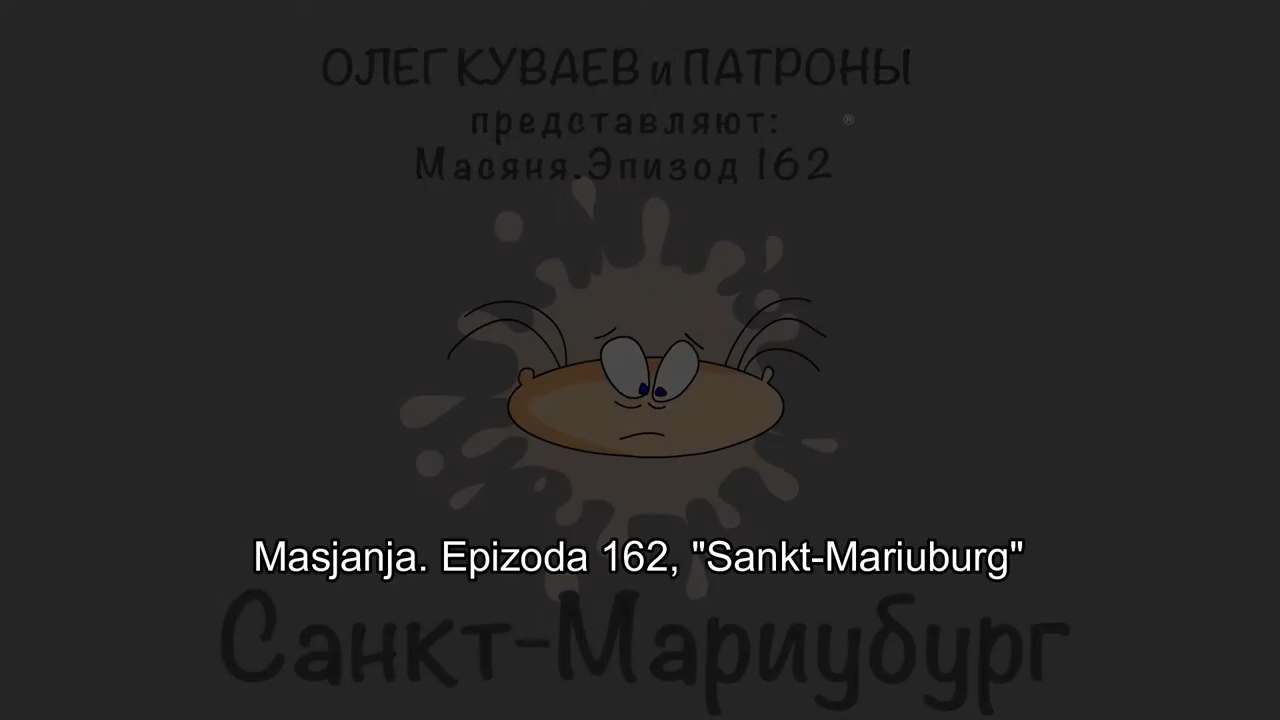 ОЛЕГ КУВАЕВ и ПАТРОНЫ
представляют:
®
Масяня.Эпизод 162
Masjanja. Epizoda 162, "Sankt-Mariuburg"
Санкт-Мариубург